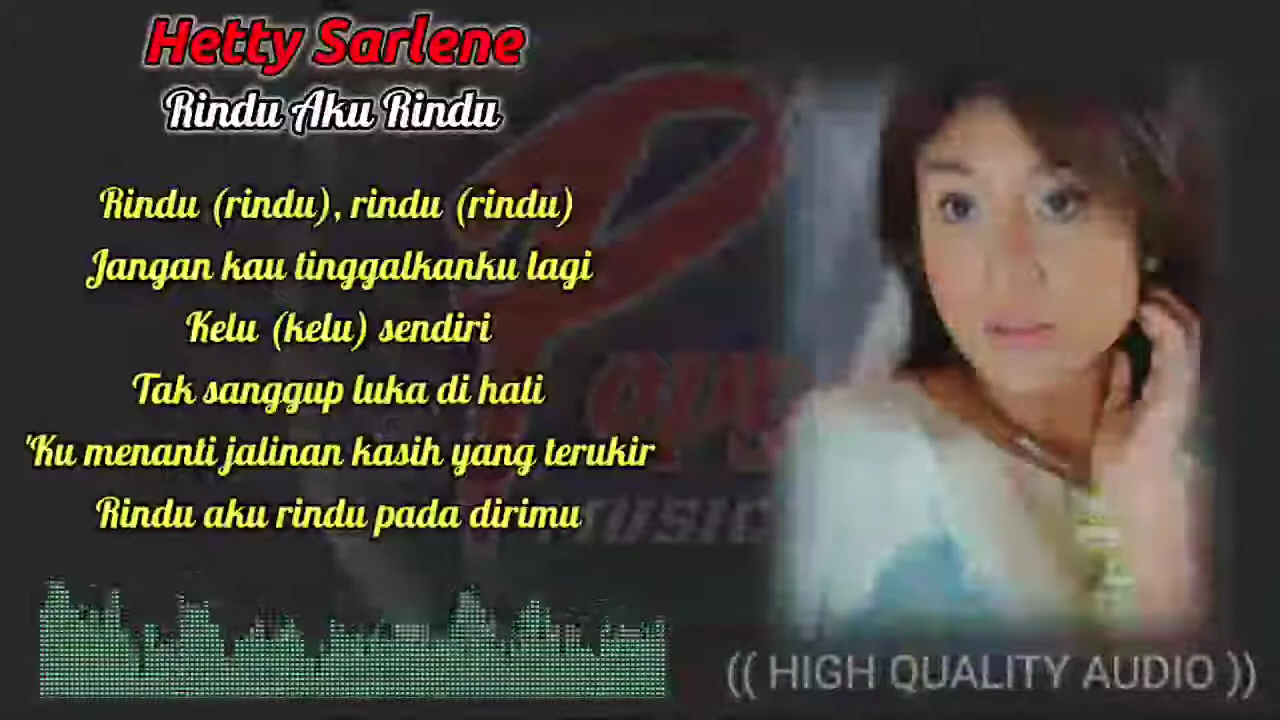 Hetty Sarlene
Rindu Aku Rindu
Rindu (rindu), rindu (rindu)
Jangan kau tinggalkanku lagi
Kelu (kelu) sendiri
Tak sanggup luka di hati
'Ku menanti jalinan kasih yang terukir
Rindu aku rindu pada dirimu
MUSIC
(( HIGH QUALITY AUDIO ))